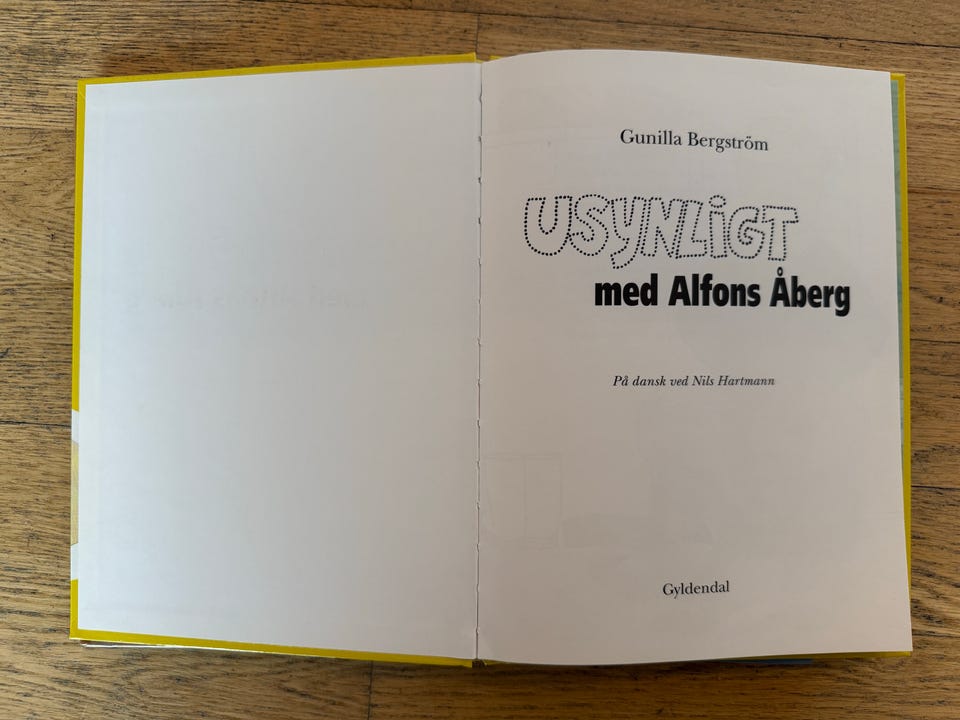 Gunilla Bergström
USYNLiGT
med Alfons Åberg
På dansk ved Nils Hartmann
Gyldendal